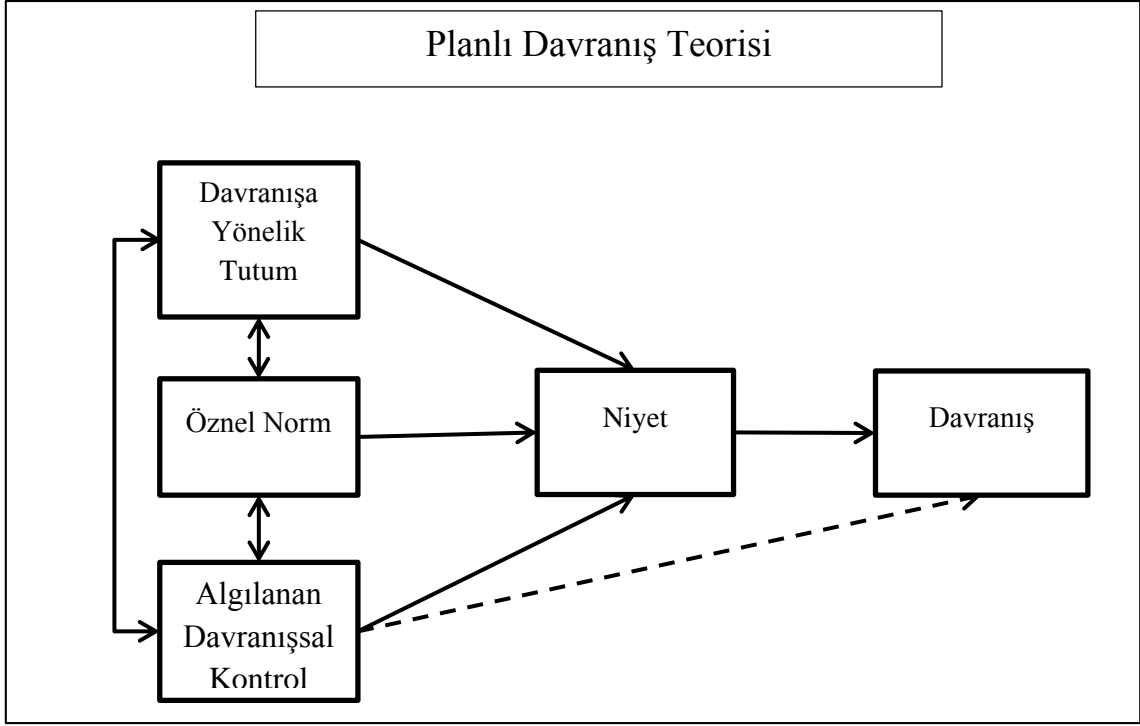 Planlı Davranış Teorisi
Davranışa
Yönelik
Tutum
Öznel Norm
Niyet
Davranış
Algılanan
Davranışsal
Kontrol